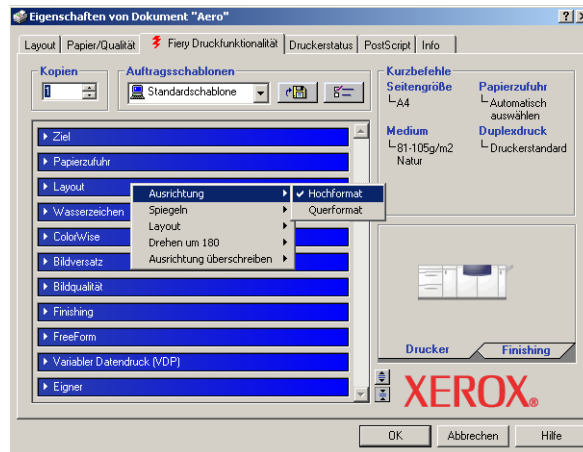 Eigenschaften von Dokument "Aero"
Layout Papier/Qualität Fiery Druckfunktionalität Druckerstatus PostScript Info
Kopien
1
Auftragsschablonen
Standardschablone
Kurzbefehle
Seitengröße
A4
Papierzufuhr
Automatisch
auswählen
Medium
81-105g/m2
Natur
Duplexdruck
Druckerstandard
Ziel
Papierzufuhr
Layout
Wasserzeichen
ColorWise
Bildversatz
Bildqualität
Finishing
FreeForm
Variabler Datendruck (VDP)
Eigner
Ausrichtung
Spiegeln
Layout
Drehen um 180
Ausrichtung überschreiben
Hochformat
Querformat
Drucker Finishing
XEROX®
OK Abbrechen Hilfe